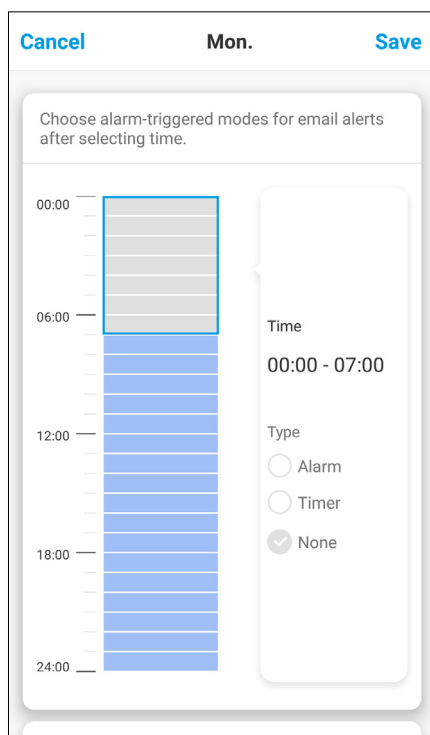 Cancel Mon. Save
Choose alarm-triggered modes for email alerts
after selecting time.
00:00
06:00
12:00
18:00
24:00
Time
00:00 - 07:00
Type
Alarm
Timer
None